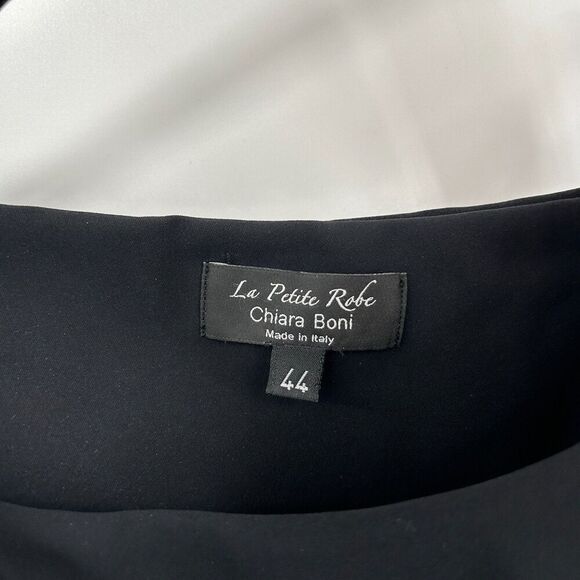 La Petite Robe
Chiara Boni
Made in Italy
44